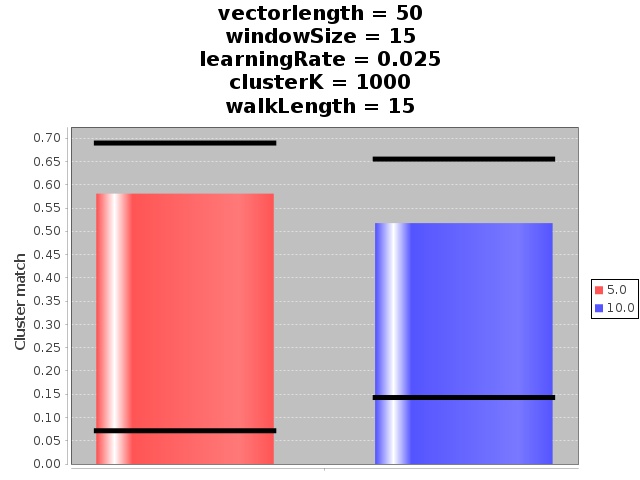 vectorlength = 50
windowSize = 15
learningRate = 0.025
clusterK = 1000
walkLength = 15
0.70
0.65
0.60
0.55
0.50
0.45
0.40
0.35
0.30
0.25
0.20
0.15
0.10
0.05
0.00
Cluster match
5.0
10.0